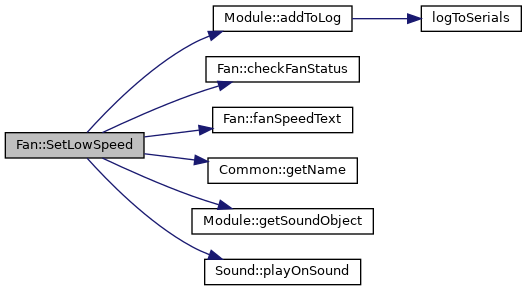 Module::addToLog
logToSerials
Fan::checkFanStatus
Fan::fanSpeedText
Fan::SetLowSpeed
Common::getName
Module::getSoundObject
Sound::playOnSound